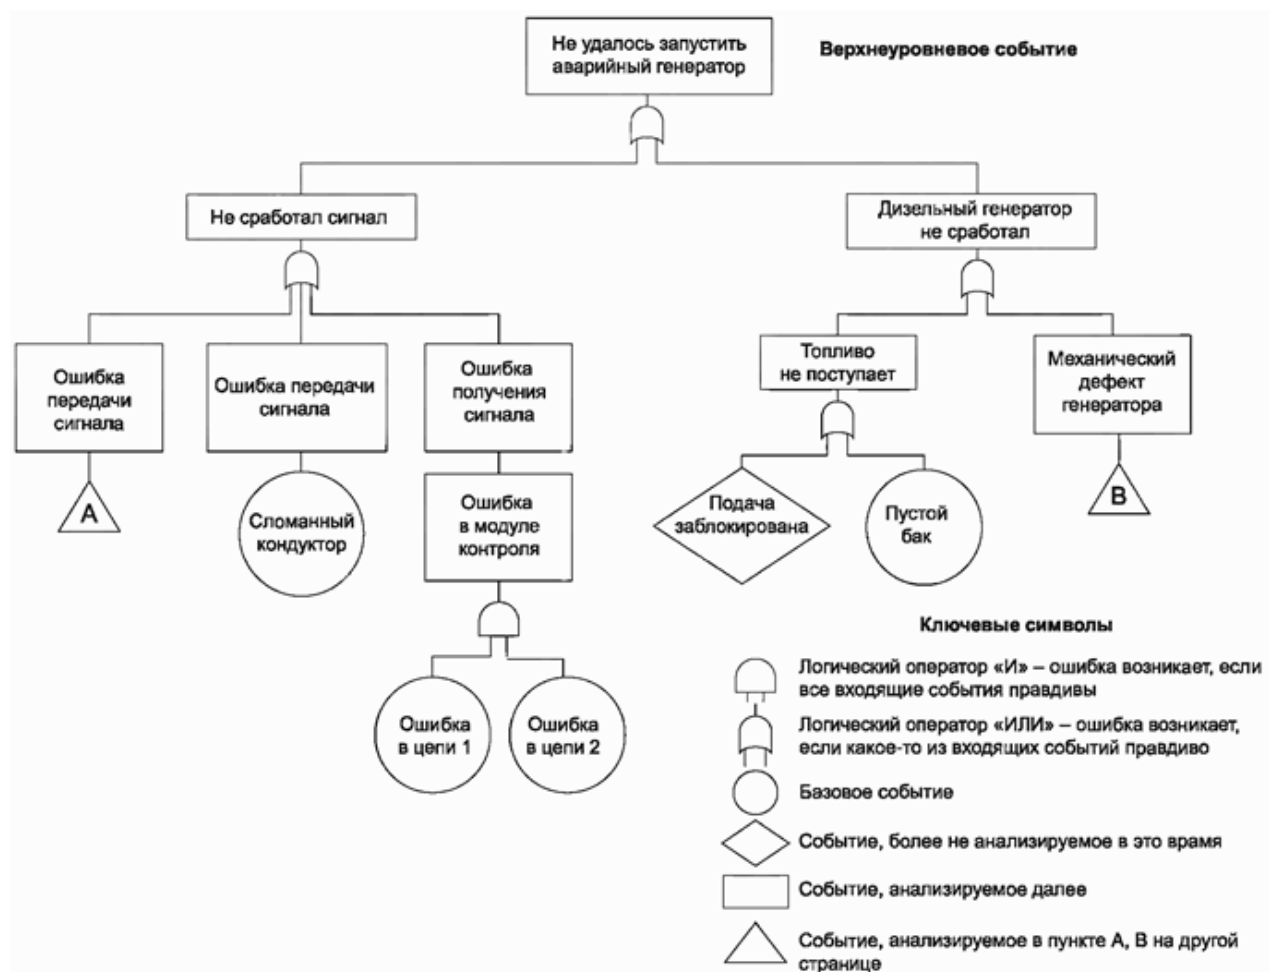 Не удалось запустить
аварийный генератор
Верхнеуровневое событие
Не сработал сигнал
Дизельный генератор
не сработал
Ошибка
передачи
сигнала
Ошибка передачи
сигнала
Ошибка
получения
сигнала
Топливо
не поступает
Механический
дефект
генератора
A
Сломанный
кондуктор
Ошибка
в модуле
контроля
Подача
заблокирована
Пустой
бак
B
Ошибка
в цепи 1
Ошибка
в цепи 2
Ключевые символы
Логический оператор «И» – ошибка возникает, если
все входящие события правдивы
Логический оператор «ИЛИ» – ошибка возникает,
если какое-то из входящих событий правдиво
Базовое событие
Событие, более не анализируемое в это врамя
Событие, анализируемое далее
Событие, анализируемое в пункте А, В на другой
странице